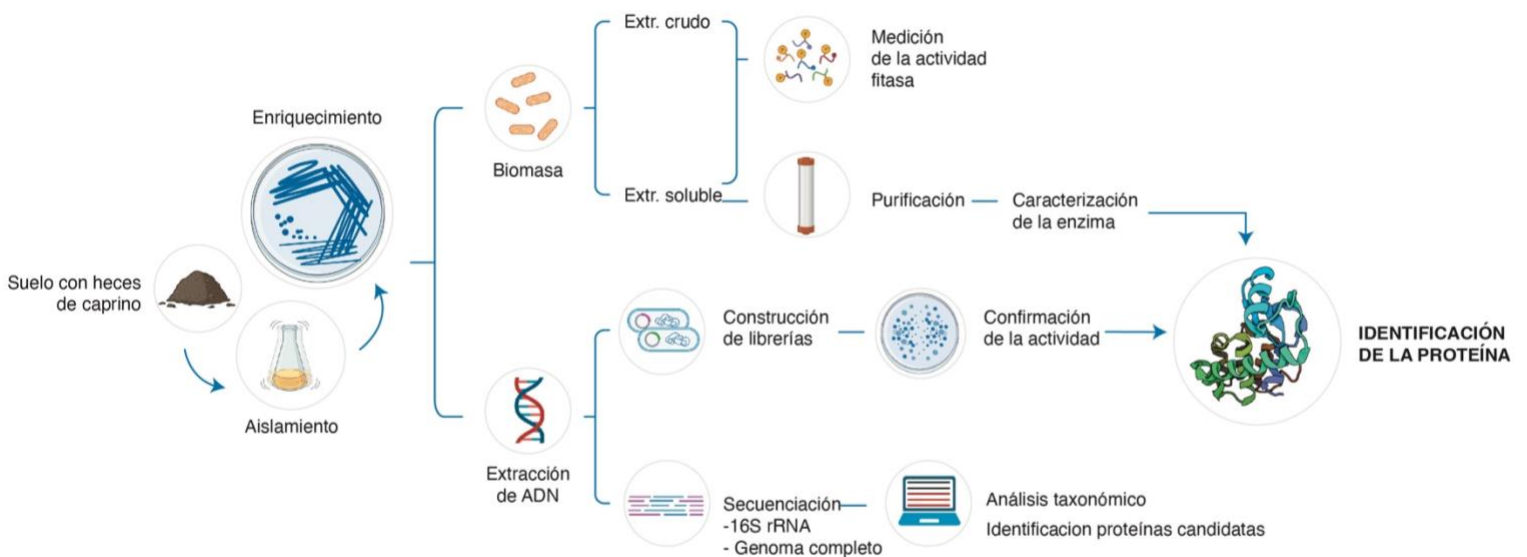 Suelo con heces
de caprino
Aislamiento
Enriquecimiento
Biomasa
Extr. crudo
Extr. soluble
Medición
de la actividad
fitasa
Purificación
Caracterización
de la enzima
Extracción
de ADN
Construcción
de librerías
Confirmación
de la actividad
Secuenciación
-16S rRNA
- Genoma completo
Análisis taxonómico
Identificacion proteínas candidatas
IDENTIFICACIÓN
DE LA PROTEÍNA